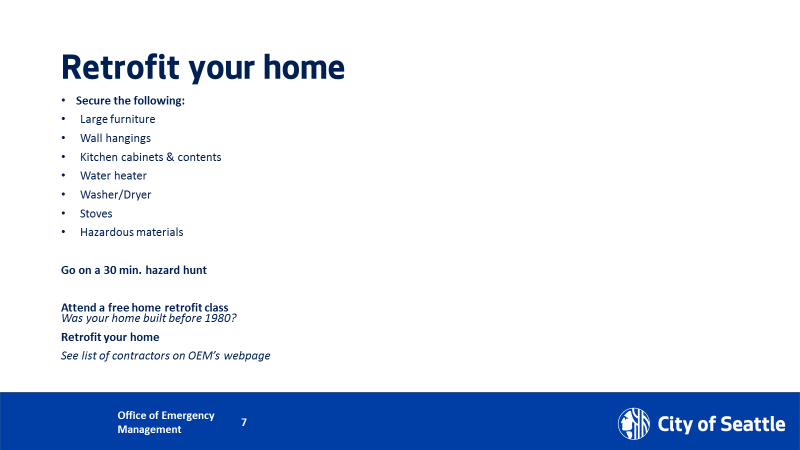 Retrofit your home
• Secure the following:
• Large furniture
• Wall hangings
• Kitchen cabinets & contents
• Water heater
• Washer/Dryer
• Stoves
• Hazardous materials
Go on a 30 min. hazard hunt
Attend a free home retrofit class
Was your home built before 1980?
Retrofit your home
See list of contractors on OEM’s webpage
Office of Emergency
Management
7
City of Seattle